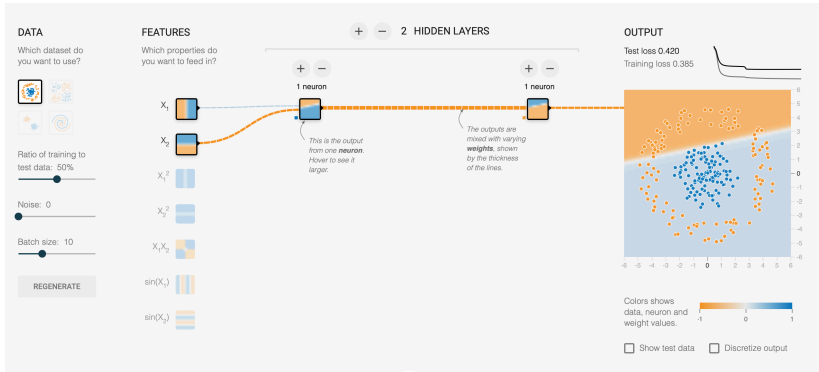 DATA
Which dataset do
you want to use?
Ratio of training to
test data: 50%
Noise: 0
Batch size: 10
REGENERATE
FEATURES
Which properties do
you want to feed in?
X1
X2
X1²
X2²
X1X2
sin(X1)
sin(X2)
+ − 2 HIDDEN LAYERS
+ −
1 neuron
This is the output
from one neuron.
Hover to see it
larger.
+ −
1 neuron
The outputs are
mixed with varying
weights, shown
by the thickness
of the lines.
OUTPUT
Test loss 0.420
Training loss 0.385
6
5
4
3
2
1
0
-1
-2
-3
-4
-5
-6
-6 -5 -4 -3 -2 -1 0 1 2 3 4 5 6
Colors shows
data, neuron and
weight values.
-1 0 1
Show test data
Discretize output